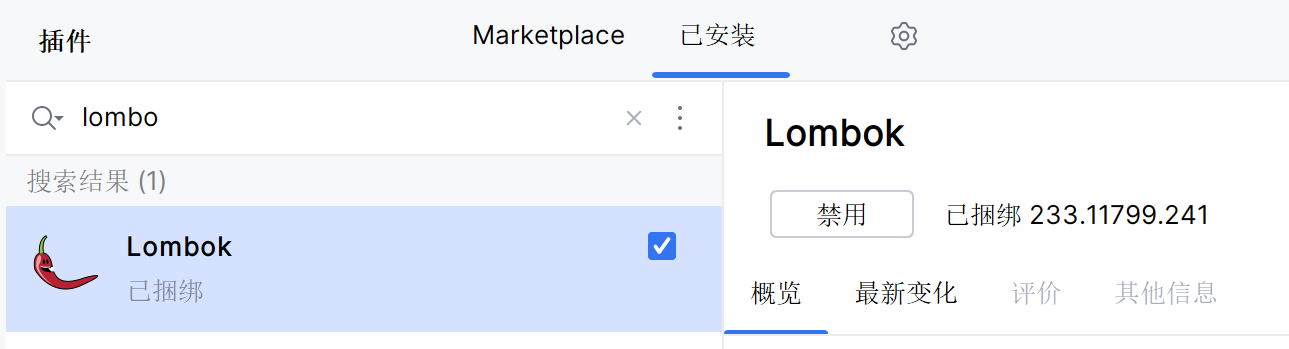 插件
Marketplace
已安装
lombo
搜索结果 (1)
Lombok
已捆绑
Lombok
禁用
已捆绑 233.11799.241
概览
最新变化
评价
其他信息